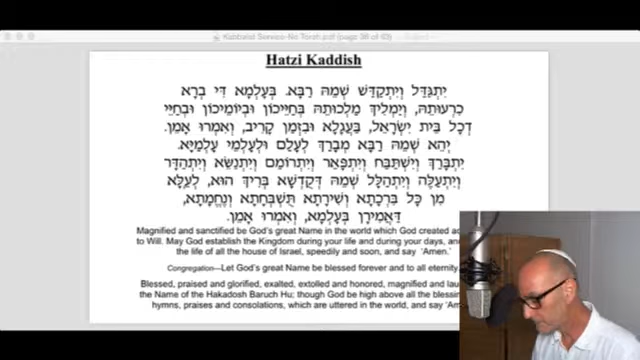 Kabbalat Service-No Torah.pdf (page 36 of 63)
Hatzi Kaddish
יִתְגַּדַּל וְיִתְקַדַּשׁ שְׁמֵהּ רַבָּא. בְּעָלְמָא דִּי בְרָא
כִרְעוּתֵהּ, וְיַמְלִיךְ מַלְכוּתֵהּ בְּחַיֵּיכוֹן וּבְיוֹמֵיכוֹן וּבְחַיֵּי
דְכָל בֵּית יִשְׂרָאֵל, בַּעֲגָלָא וּבִזְמַן קָרִיב, וְאִמְרוּ אָמֵן.
יְהֵא שְׁמֵהּ רַבָּא מְבָרַךְ לְעָלַם וּלְעָלְמֵי עָלְמַיָּא.
יִתְבָּרַךְ וְיִשְׁתַּבַּח וְיִתְפָּאַר וְיִתְרוֹמַם וְיִתְנַשֵּׂא וְיִתְהַדָּר
וְיִתְעַלֶּה וְיִתְהַלָּל שְׁמֵהּ דְּקֻדְשָׁא בְּרִיךְ הוּא, לְעֵלָּא
מִן כָּל בִּרְכָתָא וְשִׁירָתָא תֻּשְׁבְּחָתָא וְנֶחֱמָתָא,
דַּאֲמִירָן בְּעָלְמָא, וְאִמְרוּ אָמֵן.
Magnified and sanctified be God's great Name in the world which God created
to Will. May God establish the Kingdom during your life and during your days,
the life of all the house of Israel, speedily and soon, and say 'Amen.'
Congregation—Let God's great Name be blessed forever and to all eternity.
Blessed, praised and glorified, exalted, extolled and honored, magnified and
the Name of the Hakadosh Baruch Hu; though God be high above all the
hymns, praises and consolations, which are uttered in the world, and say